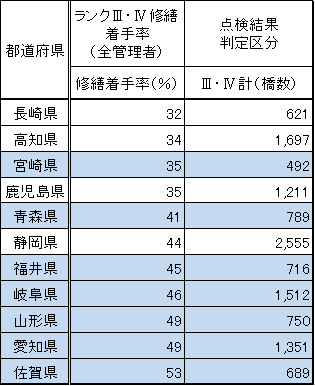 都道府県 ランクⅢ・Ⅳ修繕着手率（全管理者） 点検結果判定区分
修繕着手率（％） Ⅲ・Ⅳ計（橋数）
長崎県 32 621
高知県 34 1,697
宮崎県 35 492
鹿児島県 35 1,211
青森県 41 789
静岡県 44 2,555
福井県 45 716
岐阜県 46 1,512
山形県 49 750
愛知県 49 1,351
佐賀県 53 689